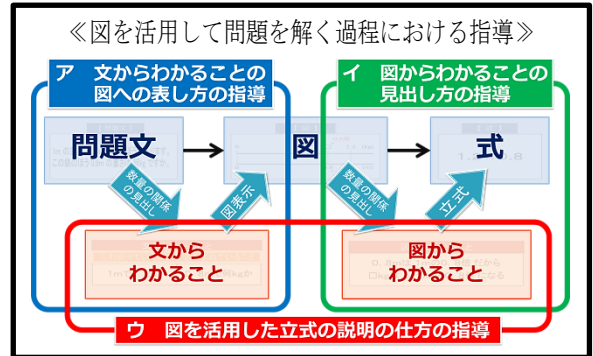 ≪図を活用して問題を解く過程における指導≫
ア 文からわかることの
図への表し方の指導
イ 図からわかることの
見出し方の指導
問題文
図
式
数量の関係
の見出し
図表示
数量の関係
の見出し
立式
文から
わかること
図から
わかること
ウ 図を活用した立式の説明の仕方の指導